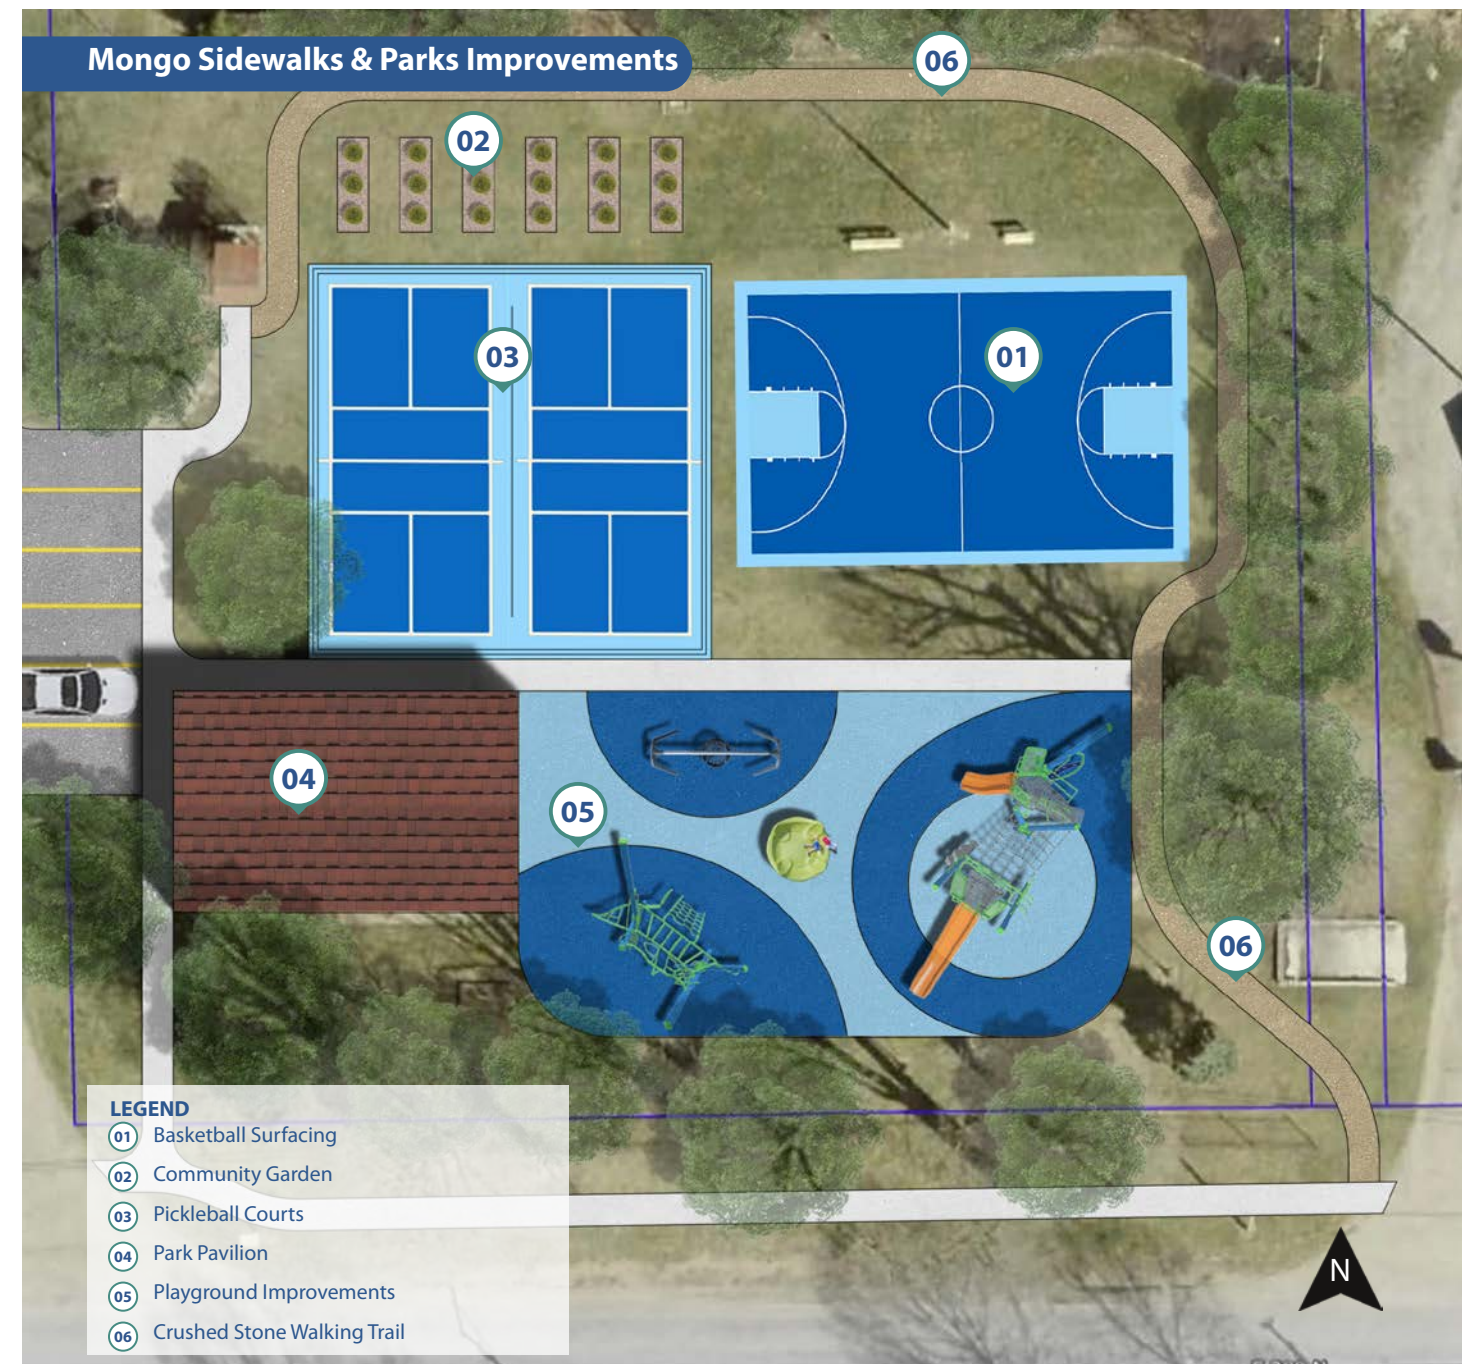 Mongo Sidewalks & Parks Improvements
06
02
03
01
04
05
06
LEGEND
01 Basketball Surfacing
02 Community Garden
03 Pickleball Courts
04 Park Pavilion
05 Playground Improvements
06 Crushed Stone Walking Trail
N